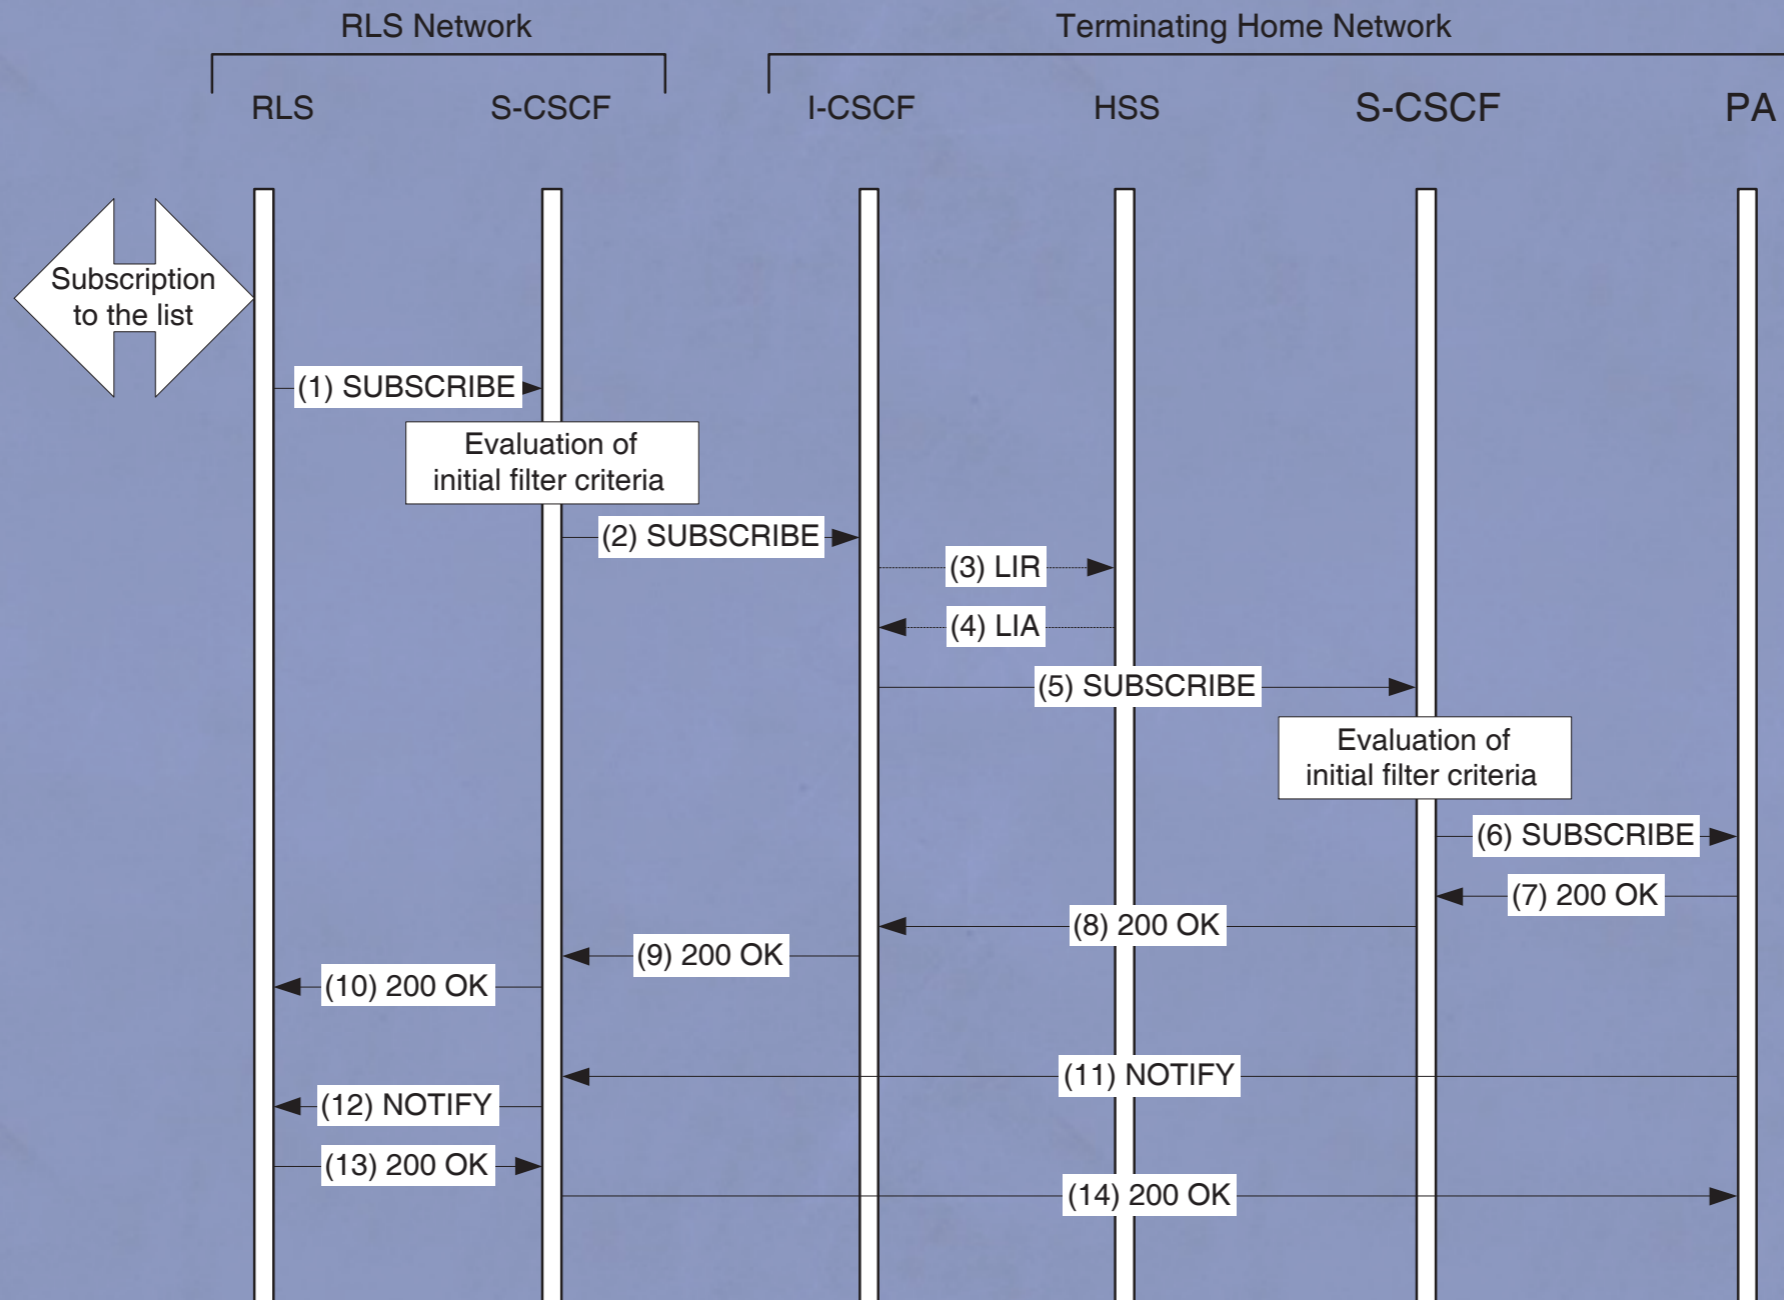 RLS Network
Terminating Home Network
RLS
S-CSCF
I-CSCF
HSS
S-CSCF
PA
Subscription
to the list
(1) SUBSCRIBE
Evaluation of
initial filter criteria
(2) SUBSCRIBE
(3) LIR
(4) LIA
(5) SUBSCRIBE
Evaluation of
initial filter criteria
(6) SUBSCRIBE
(7) 200 OK
(8) 200 OK
(9) 200 OK
(10) 200 OK
(11) NOTIFY
(12) NOTIFY
(13) 200 OK
(14) 200 OK